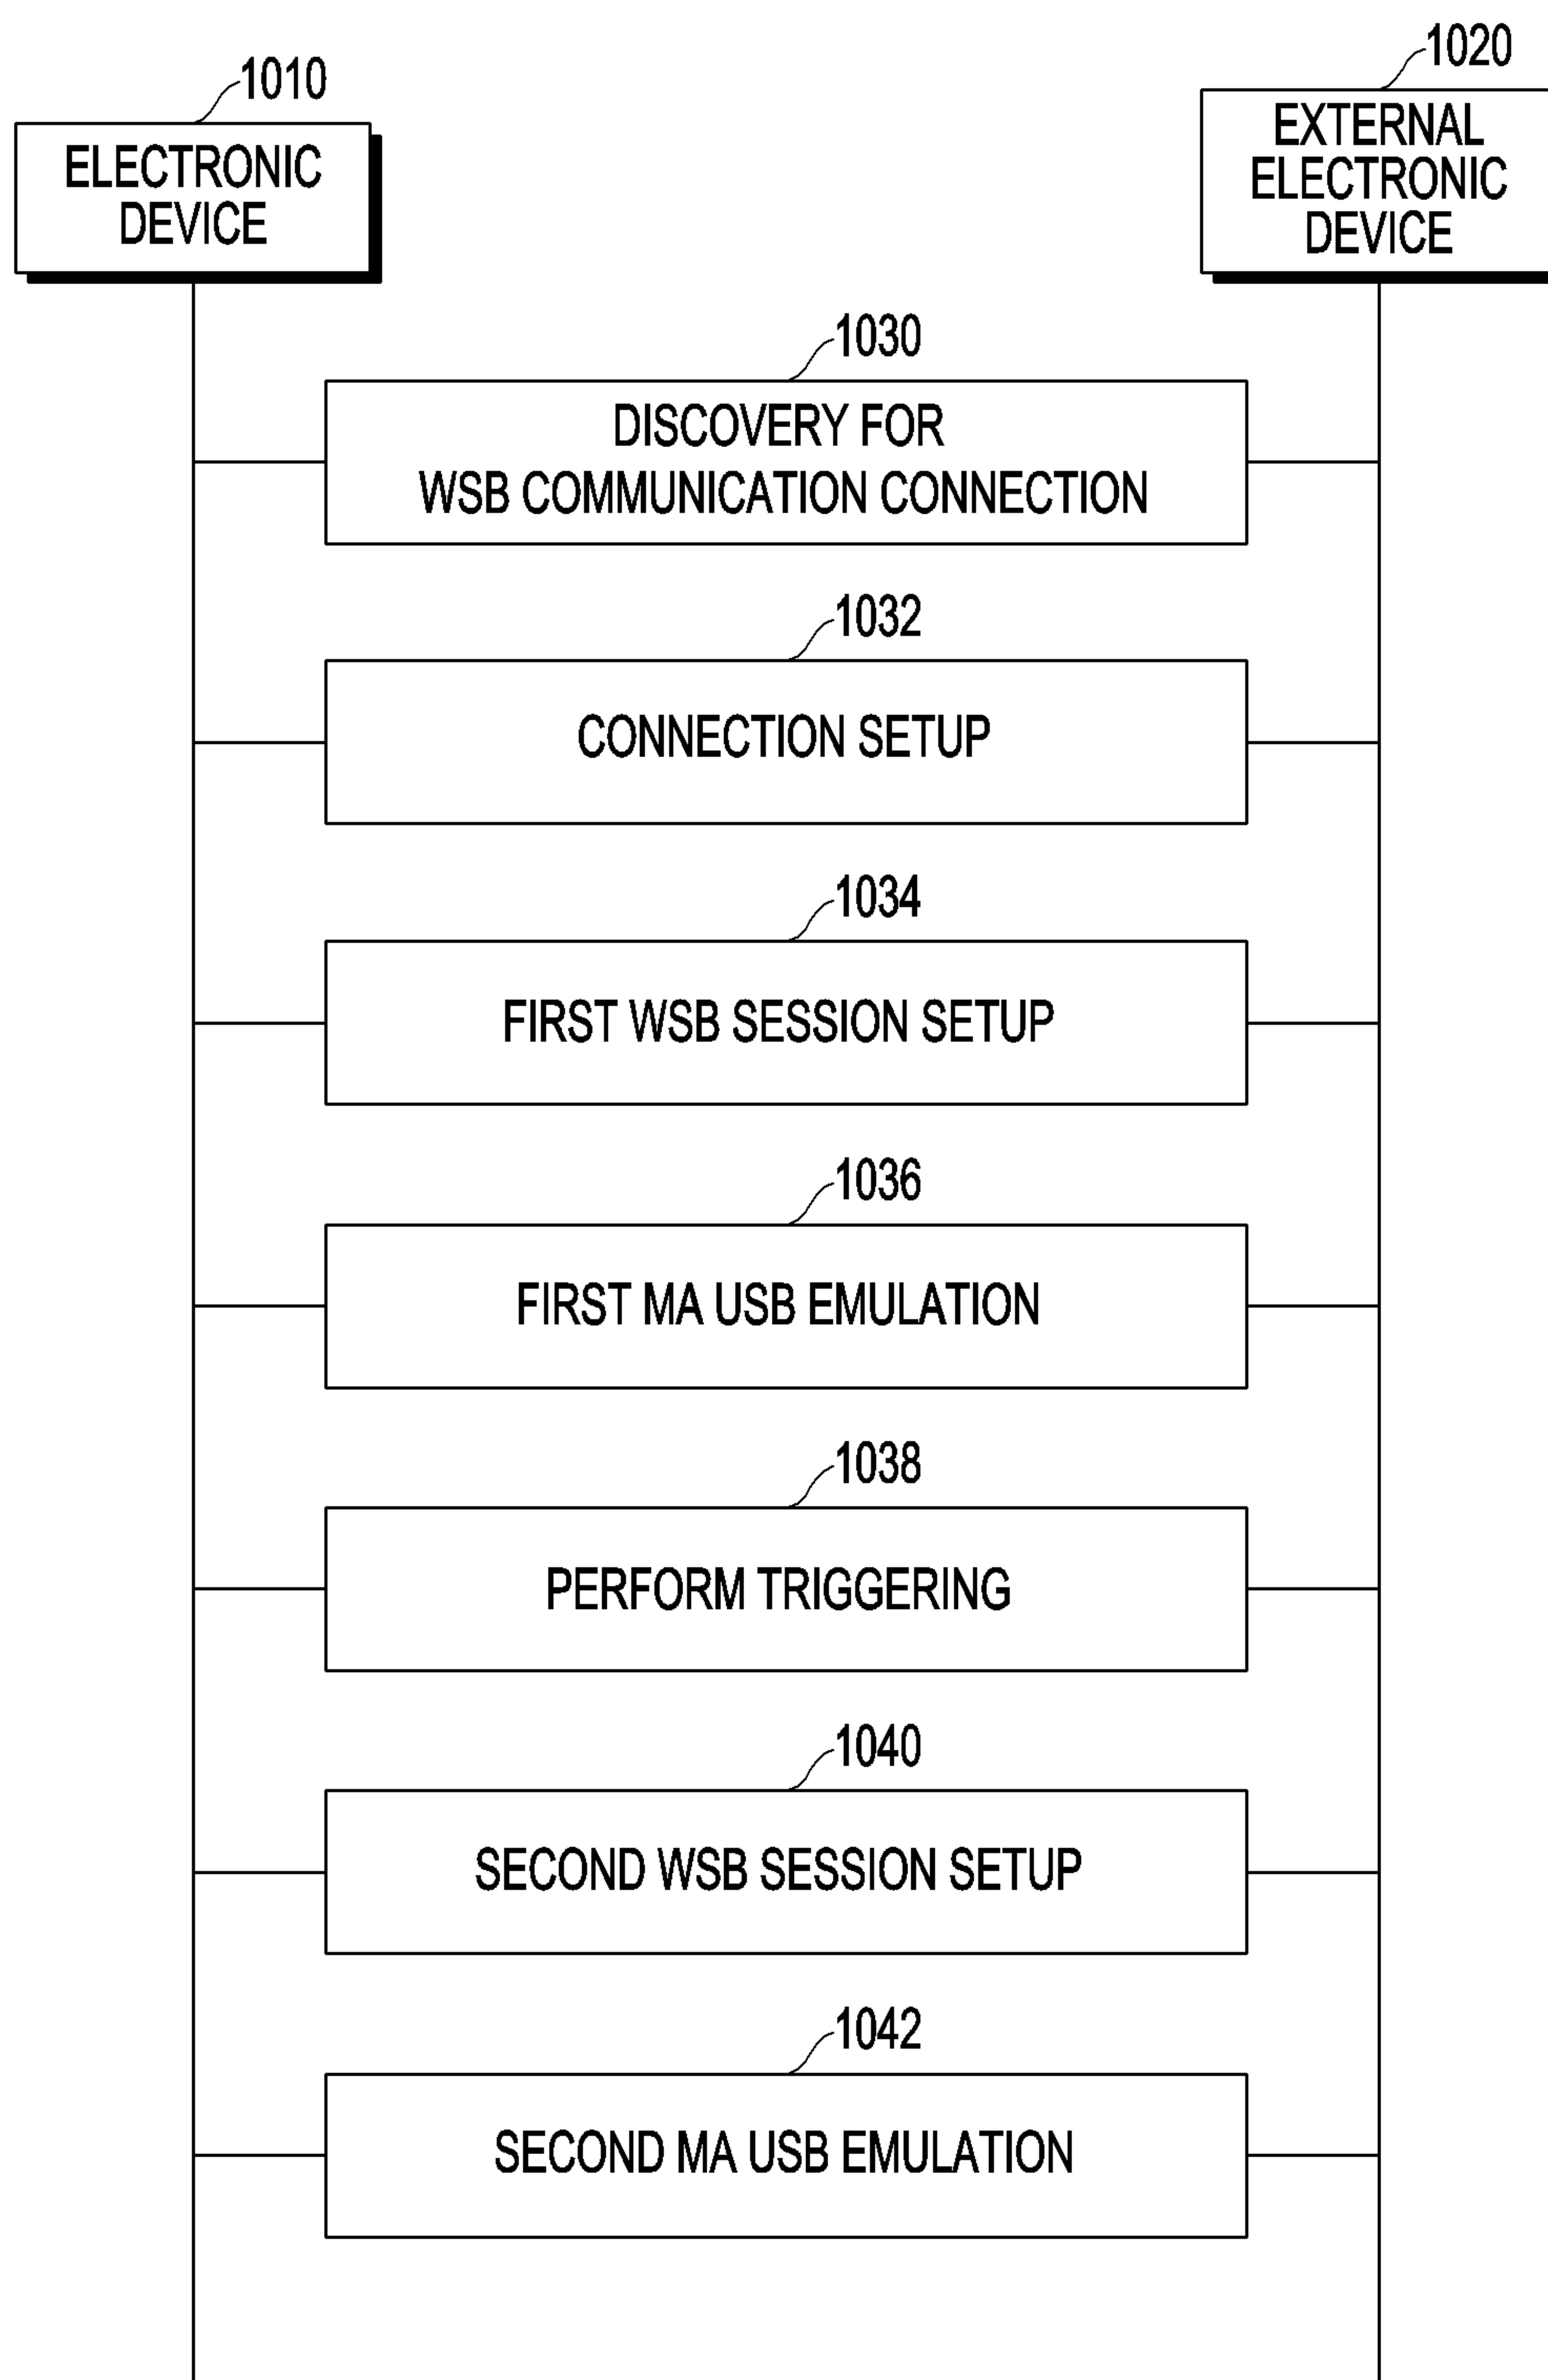 1010
ELECTRONIC
DEVICE
1020
EXTERNAL
ELECTRONIC
DEVICE
1030
DISCOVERY FOR
WSB COMMUNICATION CONNECTION
1032
CONNECTION SETUP
1034
FIRST WSB SESSION SETUP
1036
FIRST MA USB EMULATION
1038
PERFORM TRIGGERING
1040
SECOND WSB SESSION SETUP
1042
SECOND MA USB EMULATION